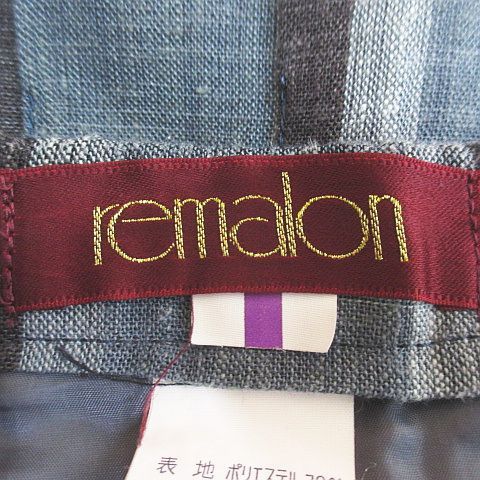 remalon
表 地 ポリエステル